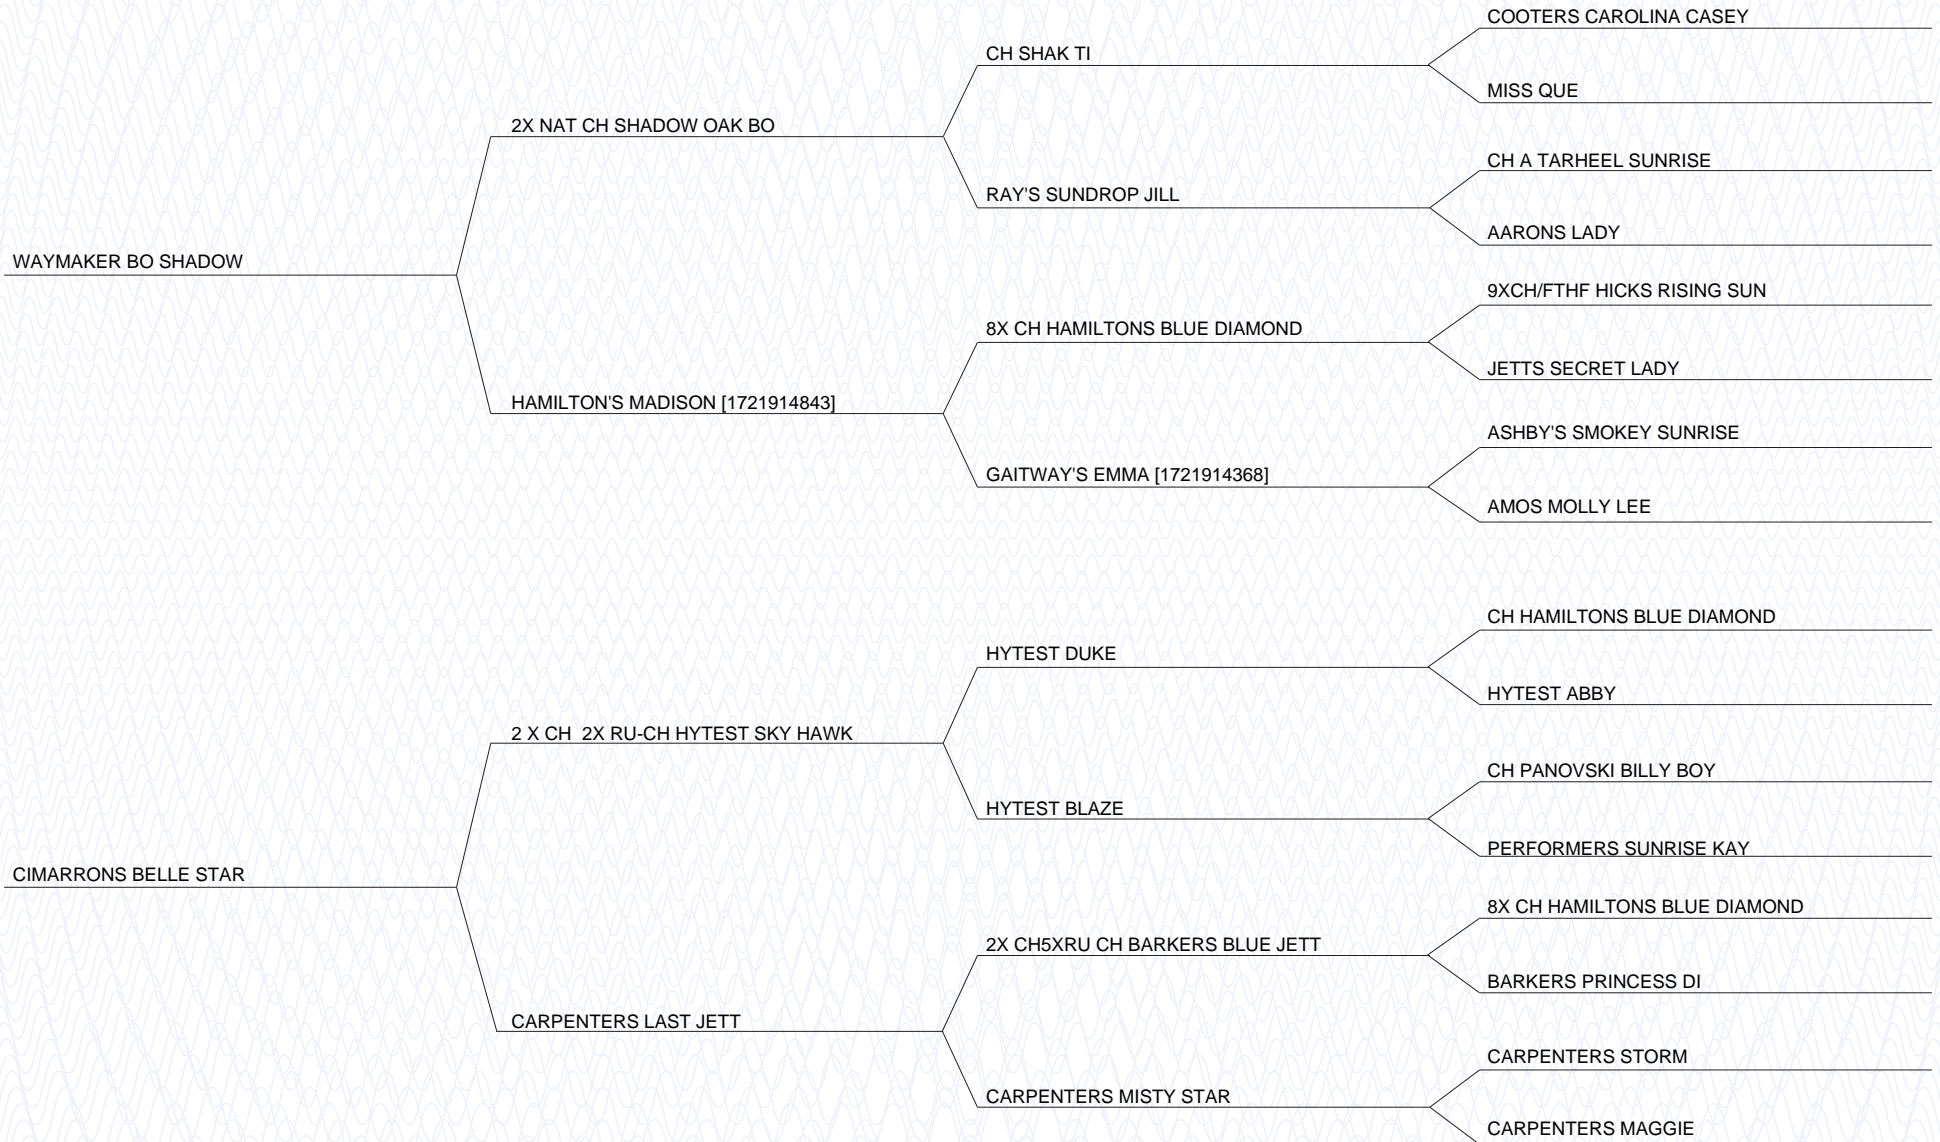 COOTERS CAROLINA CASEY
CH SHAK TI
MISS QUE
2X NAT CH SHADOW OAK BO
CH A TARHEEL SUNRISE
RAY'S SUNDROP JILL
AARONS LADY
WAYMAKER BO SHADOW
9XCH/FTHF HICKS RISING SUN
8X CH HAMILTONS BLUE DIAMOND
JETTS SECRET LADY
HAMILTON'S MADISON [1721914843]
ASHBY'S SMOKEY SUNRISE
GAITWAY'S EMMA [1721914368]
AMOS MOLLY LEE
CH HAMILTONS BLUE DIAMOND
HYTEST DUKE
HYTEST ABBY
2 X CH  2X RU-CH HYTEST SKY HAWK
CH PANOVSKI BILLY BOY
HYTEST BLAZE
PERFORMERS SUNRISE KAY
CIMARRONS BELLE STAR
8X CH HAMILTONS BLUE DIAMOND
2X CH5XRU CH BARKERS BLUE JETT
BARKERS PRINCESS DI
CARPENTERS LAST JETT
CARPENTERS STORM
CARPENTERS MISTY STAR
CARPENTERS MAGGIE